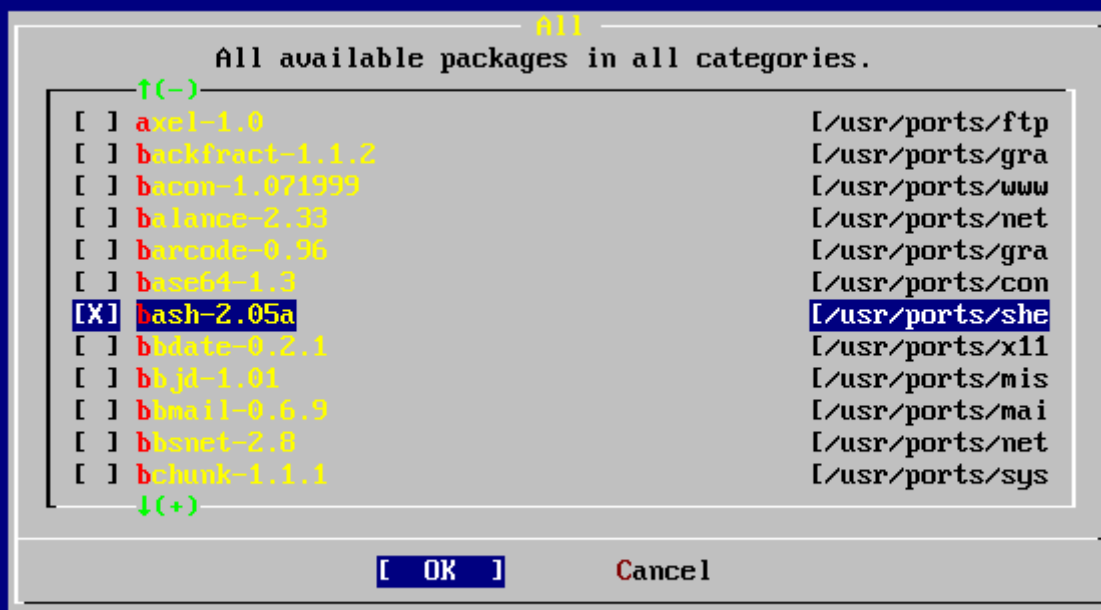 All
All available packages in all categories.
↑(-)
[ ] axel-1.0 [/usr/ports/ftp
[ ] backfract-1.1.2 [/usr/ports/gra
[ ] bacon-1.071999 [/usr/ports/www
[ ] balance-2.33 [/usr/ports/net
[ ] barcode-0.96 [/usr/ports/gra
[ ] base64-1.3 [/usr/ports/con
[X] bash-2.05a [/usr/ports/she
[ ] bbdate-0.2.1 [/usr/ports/x11
[ ] bbjd-1.01 [/usr/ports/mis
[ ] bbmail-0.6.9 [/usr/ports/mai
[ ] bbsnet-2.8 [/usr/ports/net
[ ] bchunk-1.1.1 [/usr/ports/sys
↓(+)
[ OK ] Cancel